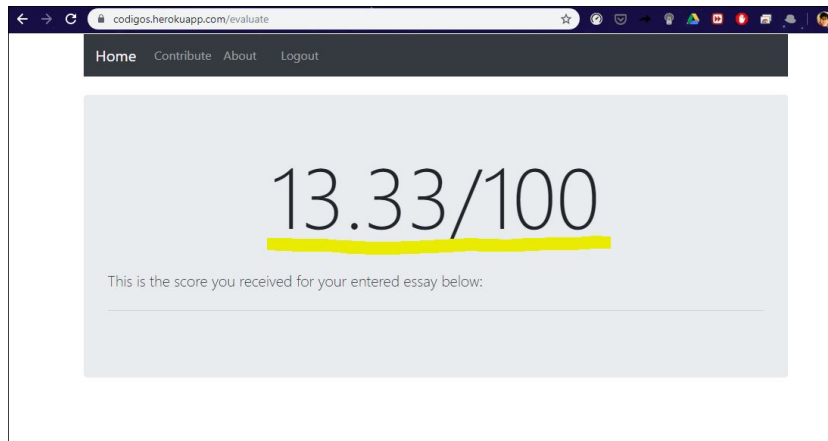 codigos.herokuapp.com/evaluate
Home Contribute About Logout
13.33/100
This is the score you received for your entered essay below: